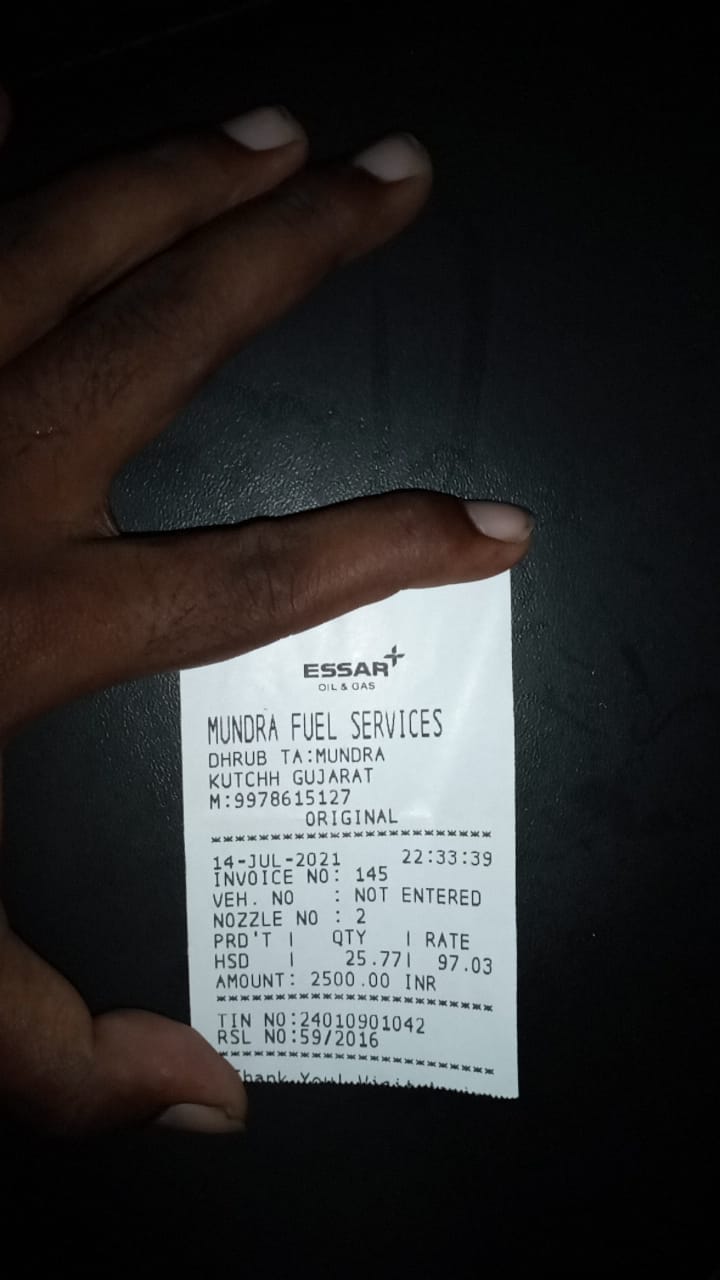 ESSAR
OIL & GAS
MUNDRA FUEL SERVICES
DHRUB TA:MUNDRA
KUTCHH GUJARAT
M:9978615127
ORIGINAL
14-JUL-2021 22:33:39
INVOICE NO: 145
VEH. NO : NOT ENTERED
NOZZLE NO : 2
PRD'T | QTY | RATE
HSD | 25.77| 97.03
AMOUNT: 2500.00 INR
TIN NO:24010901042
RSL NO:59/2016
Thank You! Visit